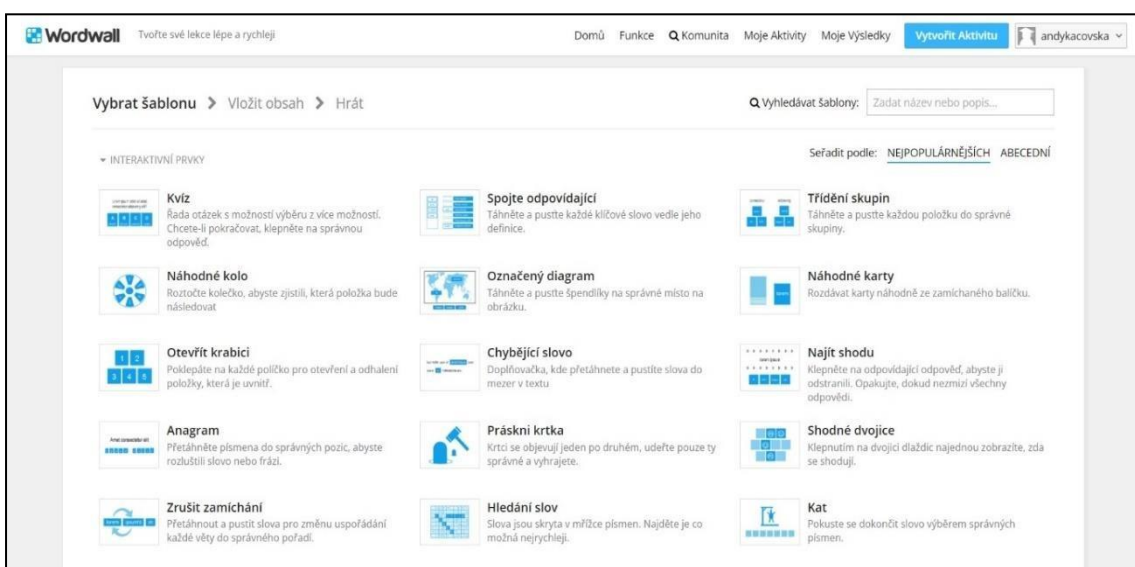 Wordwall Tvořte své lekce lépe a rychleji Domů Funkce Komunita Moje Aktivity Moje Výsledky Vytvořit Aktivitu andykacovska
Vybrat šablonu > Vložit obsah > Hrát
Vyhledávat šablony: Zadat název nebo popis...
INTERAKTIVNÍ PRVKY
Seřadit podle: NEJPOPULÁRNĚJŠÍCH ABECEDNÍ
Kvíz
Řada otázek s možností výběru z více možností.
Chcete-li pokračovat, klepněte na správnou
odpověď.
Spojte odpovídající
Táhněte a pusťte každé klíčové slovo vedle jeho
definice.
Třídění skupin
Táhněte a pusťte každou položku do správné
skupiny.
Náhodné kolo
Roztočte kolečko, abyste zjistili, která položka bude
následovat
Označený diagram
Táhněte a pusťte špendlíky na správné místo na
obrázku.
Náhodné karty
Rozdávat karty náhodně ze zamíchaného balíčku.
1 2
3 4 5
Otevřít krabici
Poklepáte na každé políčko pro otevření a odhalení
položky, která je uvnitř.
Chybějící slovo
Doplňovačka, kde přetáhnete a pustíte slova do
mezer v textu
Najít shodu
Klepněte na odpovídající odpověď, abyste ji
odstranili. Opakujte, dokud nezmizí všechny
odpovědi.
Anagram
Přetáhněte písmena do správných pozic, abyste
rozluštili slovo nebo frázi.
Práskni krtka
Krtci se objevují jeden po druhém, udeřte pouze ty
správné a vyhrajete.
Shodné dvojice
Klepnutím na dvojici dlaždic najednou zobrazíte, zda
se shodují.
Zrušit zamíchání
Přetáhnout a pustit slova pro změnu uspořádání
každé věty do správného pořadí.
Hledání slov
Slova jsou skryta v mřížce písmen. Najděte je co
možná nejrychleji.
Kat
Pokuste se dokončit slovo výběrem správných
písmen.